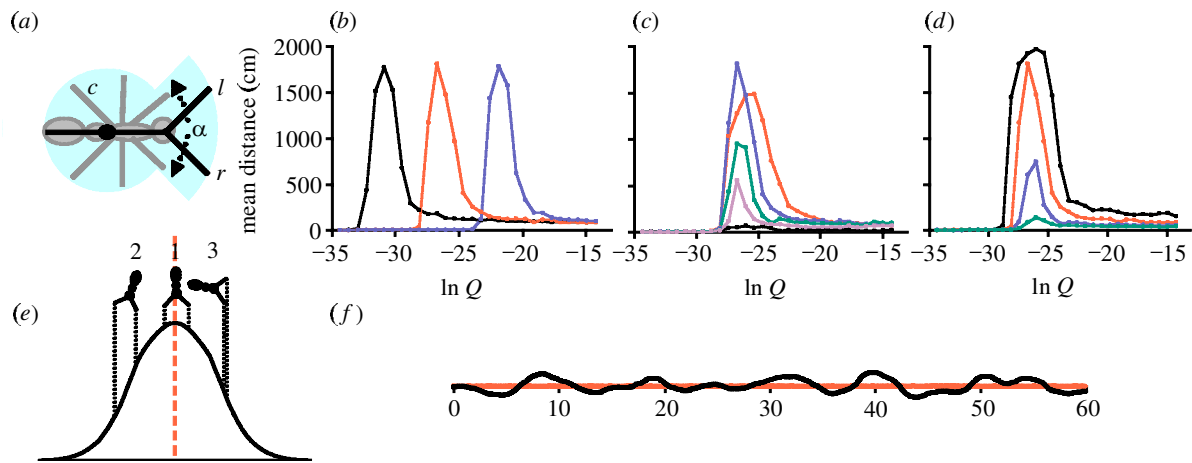 (a)
c
l
α
r
(b)
mean distance (cm)
2000
1500
1000
500
0
−35 −30 −25 −20 −15
ln Q
(c)
−35 −30 −25 −20 −15
ln Q
(d)
−35 −30 −25 −20 −15
ln Q
(e)
2 1 3
(f)
0 10 20 30 40 50 60